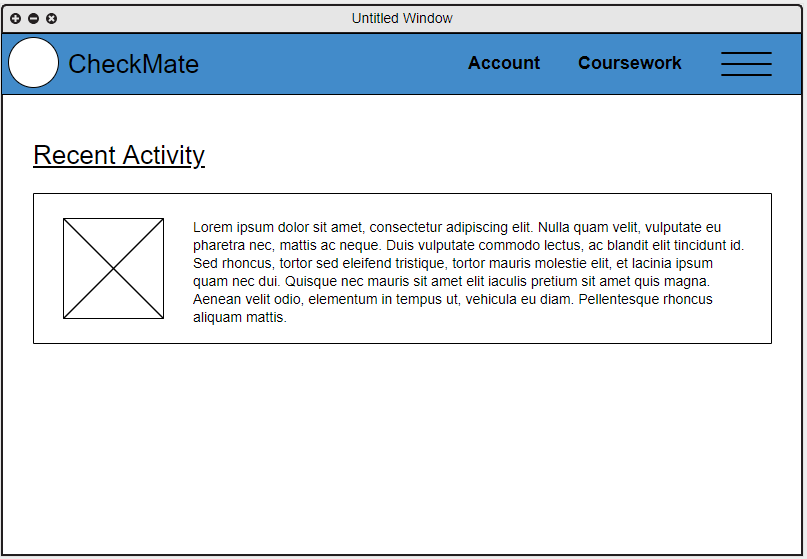 Untitled Window
CheckMate
Account Coursework
Recent Activity
Lorem ipsum dolor sit amet, consectetur adipiscing elit. Nulla quam velit, vulputate eu
pharetra nec, mattis ac neque. Duis vulputate commodo lectus, ac blandit elit tincidunt id.
Sed rhoncus, tortor sed eleifend tristique, tortor mauris molestie elit, et lacinia ipsum
quam nec dui. Quisque nec mauris sit amet elit iaculis pretium sit amet quis magna.
Aenean velit odio, elementum in tempus ut, vehicula eu diam. Pellentesque rhoncus
aliquam mattis.